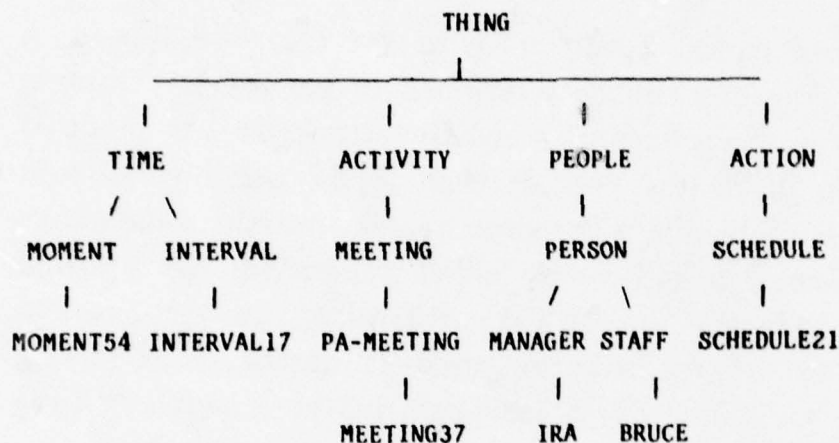 THING
TIME ACTIVITY PEOPLE ACTION
MOMENT INTERVAL MEETING PERSON SCHEDULE
MOMENT54 INTERVAL17 PA-MEETING MANAGER STAFF SCHEDULE21
MEETING37 IRA BRUCE